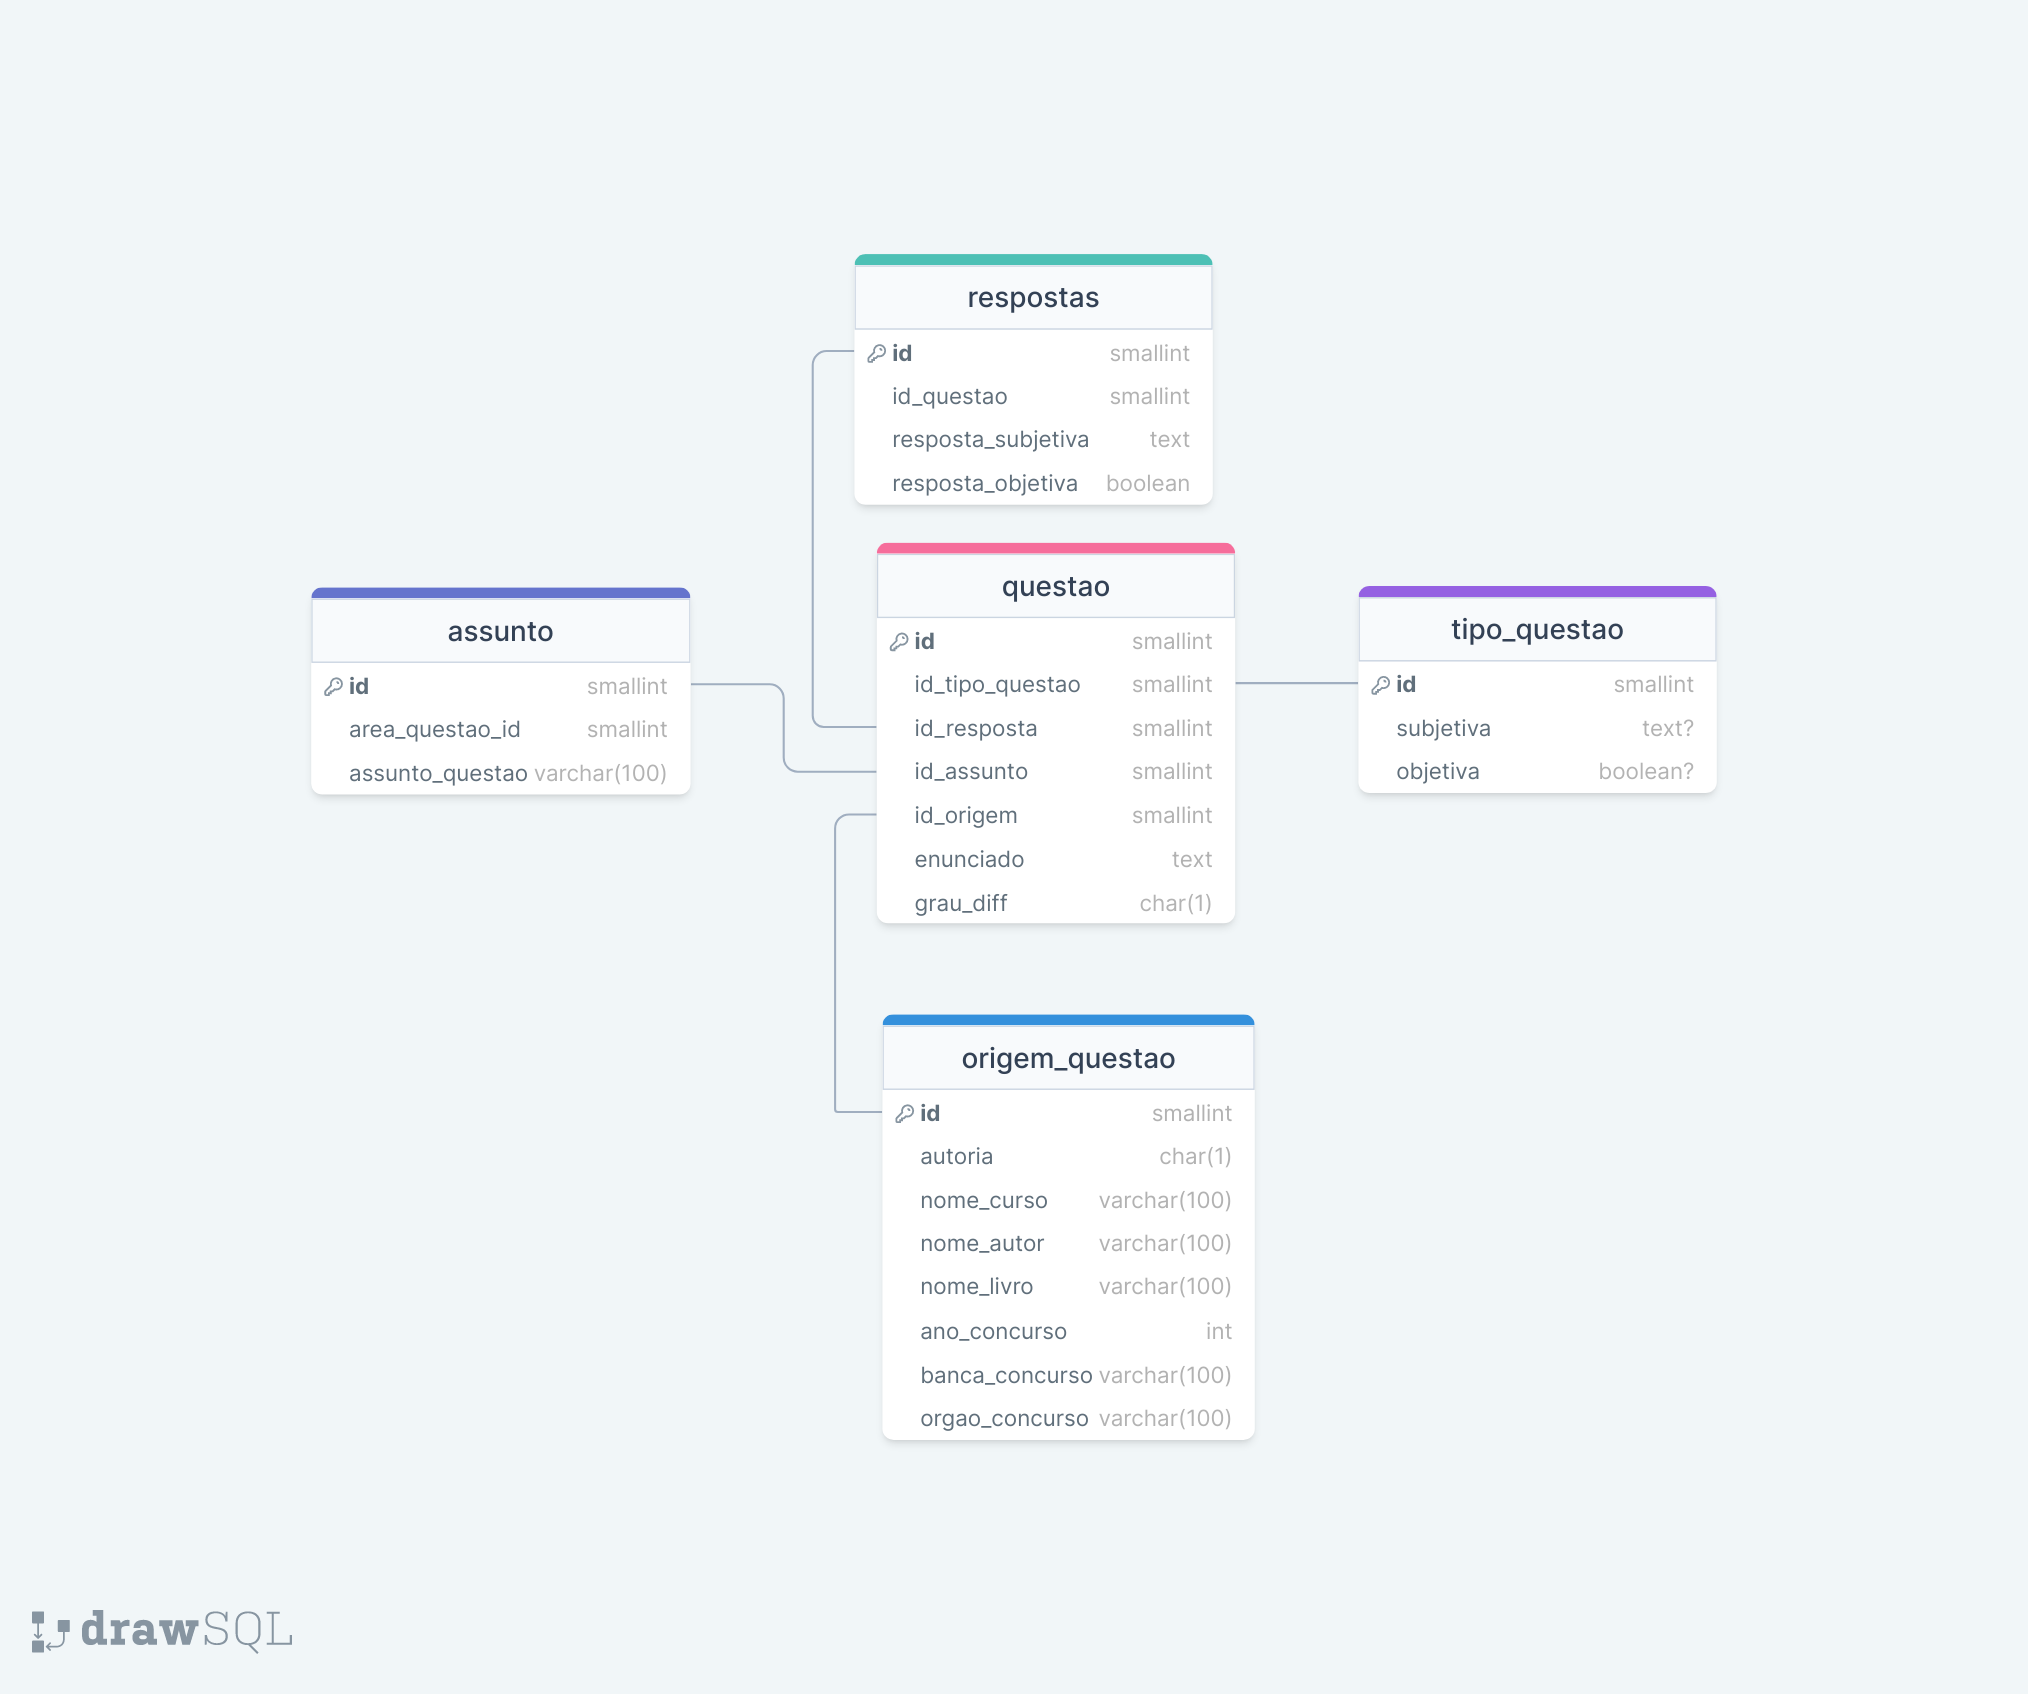 respostas
id smallint
id_questao smallint
resposta_subjetiva text
resposta_objetiva boolean
questao
id smallint
id_tipo_questao smallint
id_resposta smallint
id_assunto smallint
id_origem smallint
enunciado text
grau_diff char(1)
assunto
id smallint
area_questao_id smallint
assunto_questao varchar(100)
tipo_questao
id smallint
subjetiva text?
objetiva boolean?
origem_questao
id smallint
autoria char(1)
nome_curso varchar(100)
nome_autor varchar(100)
nome_livro varchar(100)
ano_concurso int
banca_concurso varchar(100)
orgao_concurso varchar(100)
drawSQL